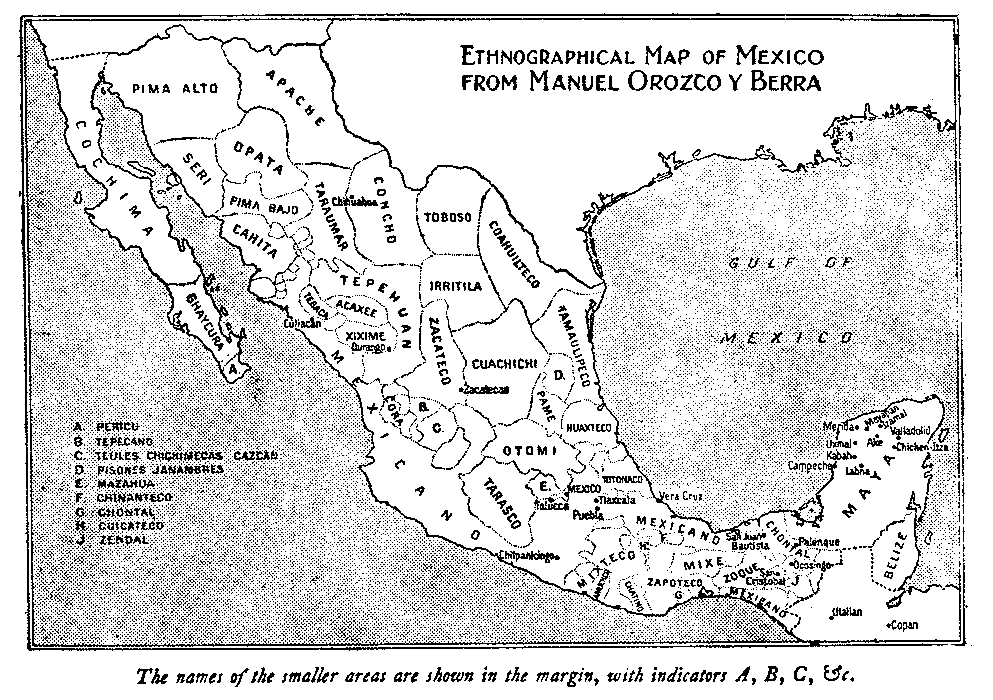 ETHNOGRAPHICAL MAP OF MEXICO
FROM MANUEL OROZCO Y BERRA
PIMA ALTO
APACHE
COCHIMA
OPATA
SERI
PIMA BAJO
TARAUMAR
Chihuahua
CONCHO
TOBOSO
COAHUILTECO
CAHITA
GULF OF
MEXICO
TEPEHUAN
IRRITILA
ACAXEE
Culiacán
XIXIME
Durango
ZACATECO
TAMAULIPECO
CUACHICHI
GUAYCURA
A.
D.
Zacatecas
PAME
CORA
B.
C.
HUAXTECO
OTOMI
MEXICANO
TARASCO
E.
MEXICO
Toluca
TOTONACO
Tlaxcala
Puebla
Vera Cruz
Merida
Valladolid
Uxmal
Ake
Chicken-Itza
Kabah
Campeche
Labna
MAYA
A. PERICU
B. TEPECANO
C. TEULES CHICHIMECAS CAZCAN
D. PISONES JANAMBRES
E. MAZAHUA
F. CHINANTECO
G. CHONTAL
H. CUICATECO
J. ZENDAL
Chilpancingo
MEXICANO
F.
H.
MIXTECO
San Juan
Bautista
CHONTAL
Palenque
MIXE
ZOQUE
Ocosingo
San
Cristobal
J
ZAPOTECO
G
MEXICANO
BELIZE
Utatlan
Copan
The names of the smaller areas are shown in the margin, with indicators A, B, C, &c.